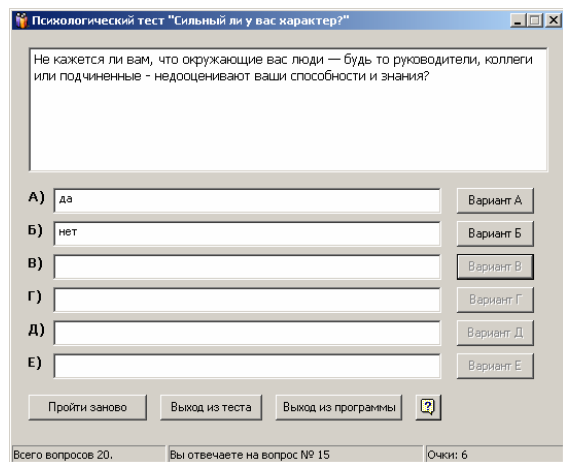 Психологический тест "Сильный ли у вас характер?"
Не кажется ли вам, что окружающие вас люди — будь то руководители, коллеги
или подчиненные - недооценивают ваши способности и знания?
А) да Вариант А
Б) нет Вариант Б
В) Вариант В
Г) Вариант Г
Д) Вариант Д
Е) Вариант Е
Пройти заново Выход из теста Выход из программы ?
Всего вопросов 20. Вы отвечаете на вопрос № 15 Очки: 6